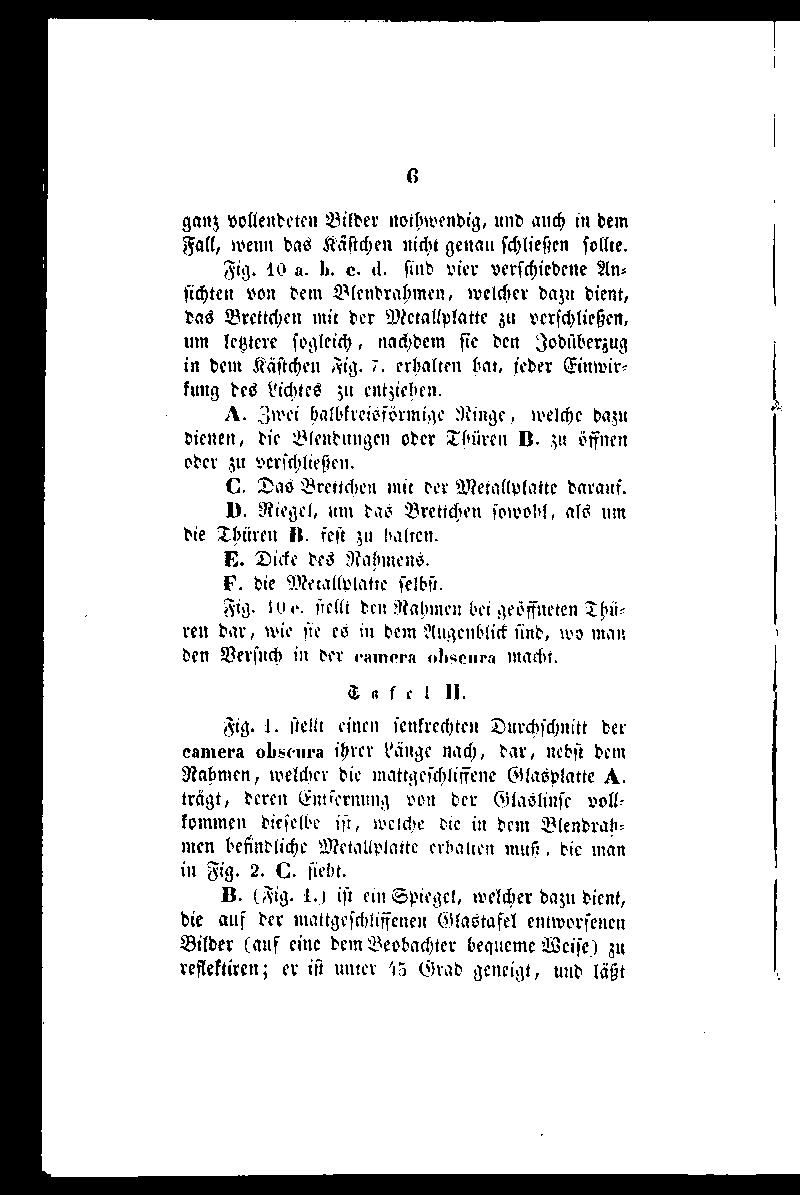 6
ganz vollendeten Bilder nothwendig, und auch in dem
Fall, wenn das Kästchen nicht genau schließen sollte.
Fig. 10 a. b. c. d. sind vier verschiedene An-
sichten von dem Blendrahmen, welcher dazu dient,
das Brettchen mit der Metallplatte zu verschließen,
um letztere sogleich, nachdem sie den Jodüberzug
in dem Kästchen Fig. 7. erhalten hat, jeder Einwir-
kung des Lichtes zu entziehen.
A. Zwei halbkreisförmige Ringe, welche dazu
dienen, die Blendungen oder Thüren B. zu öffnen
oder zu verschließen.
C. Das Brettchen mit der Metallplatte darauf.
D. Riegel, um das Brettchen sowohl, als um
die Thüren B. fest zu halten.
E. Dicke des Rahmens.
F. die Metallplatte selbst.
Fig. 10 e. stellt den Rahmen bei geöffneten Thü-
ren dar, wie sie es in dem Augenblick sind, wo man
den Versuch in der camera obscura macht.
Tafel II.
Fig. 1. stellt einen senkrechten Durchschnitt der
camera obscura ihrer Länge nach, dar, nebst dem
Rahmen, welcher die mattgeschliffene Glasplatte A.
trägt, deren Entfernung von der Glaslinse voll-
kommen dieselbe ist, welche die in dem Blendrah-
men befindliche Metallplatte erhalten muß, die man
in Fig. 2. C. sieht.
B. (Fig. 1.) ist ein Spiegel, welcher dazu dient,
die auf der mattgeschliffenen Glastafel entworfenen
Bilder (auf eine dem Beobachter bequeme Weise) zu
reflektiren; er ist unter 45 Grad geneigt, und läßt